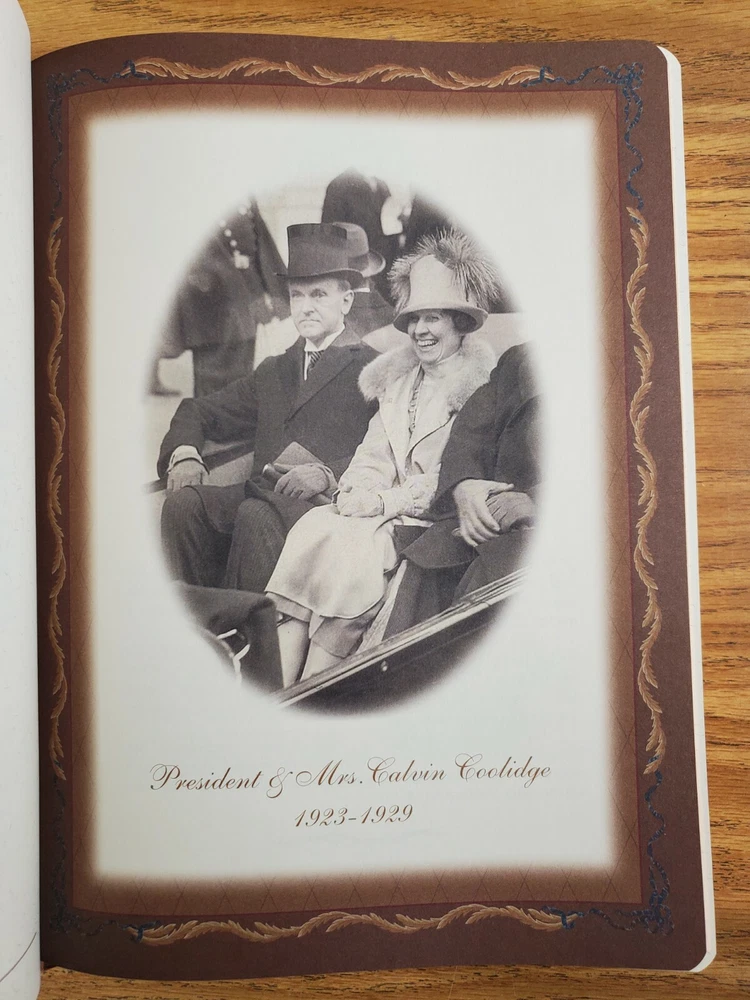 President & Mrs. Calvin Coolidge
1923-1929